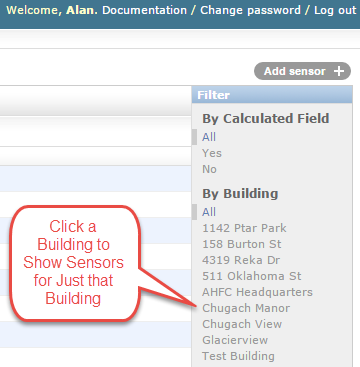 Welcome, Alan. Documentation / Change password / Log out
Add sensor +
Filter
By Calculated Field
All
Yes
No
By Building
All
1142 Ptar Park
158 Burton St
4319 Reka Dr
511 Oklahoma St
AHFC Headquarters
Chugach Manor
Chugach View
Glacierview
Test Building
Click a
Building to
Show Sensors
for Just that
Building